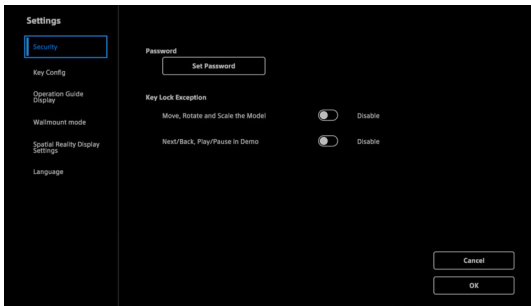 Settings
Security
Key Config
Operation Guide
Display
Wallmount mode
Spatial Reality Display
Settings
Language
Password
Set Password
Key Lock Exception
Move, Rotate and Scale the Model
Disable
Next/Back, Play/Pause in Demo
Disable
Cancel
OK